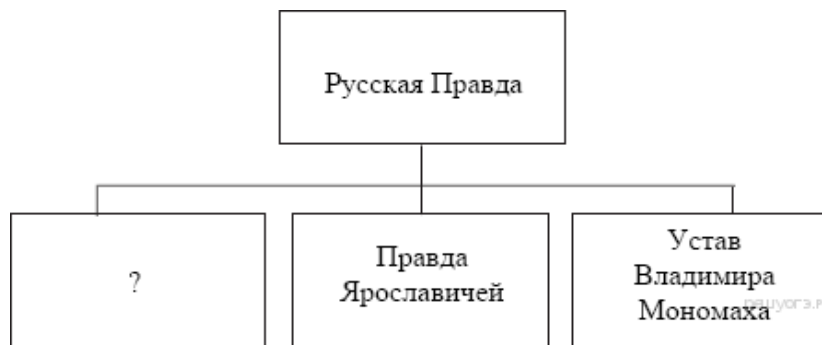 Русская Правда
?
Правда
Ярославичей
Устав
Владимира
Мономаха